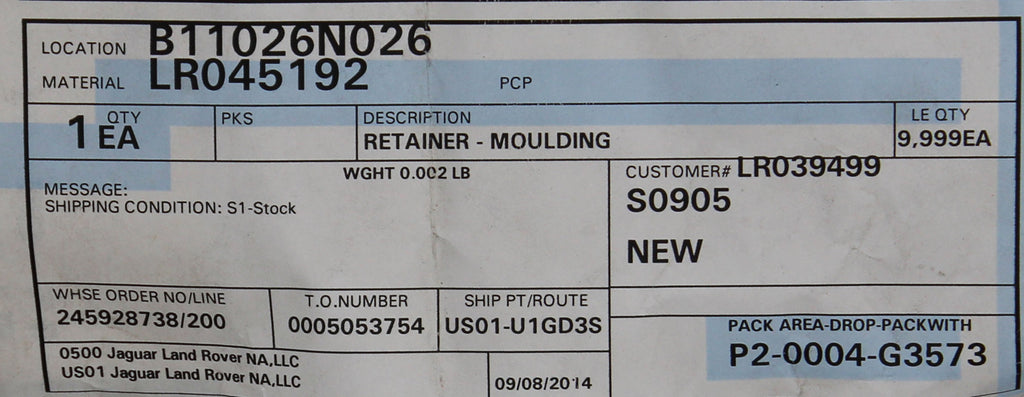 LOCATION B11026N026
MATERIAL LR045192 PCP
QTY PKS DESCRIPTION LE QTY
1 EA RETAINER - MOULDING 9,999EA
WGHT 0.002 LB CUSTOMER# LR039499
MESSAGE:
SHIPPING CONDITION: S1-Stock S0905
NEW
WHSE ORDER NO/LINE T.O.NUMBER SHIP PT/ROUTE
245928738/200 0005053754 US01-U1GD3S
PACK AREA-DROP-PACKWITH
P2-0004-G3573
0500 Jaguar Land Rover NA,LLC
US01 Jaguar Land Rover NA,LLC
09/08/2014